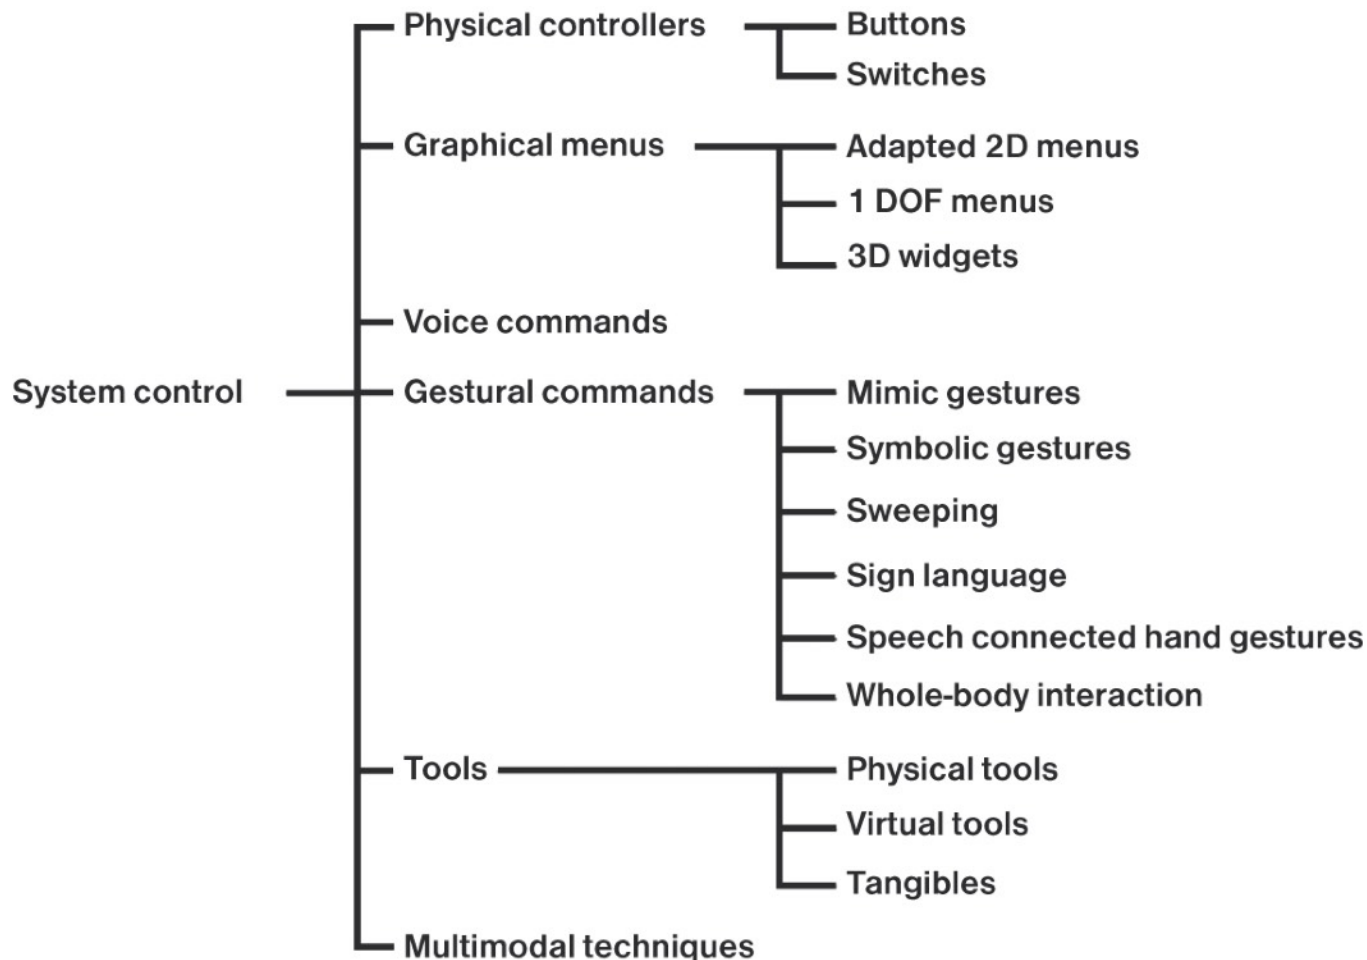 Physical controllers
Buttons
Switches
Graphical menus
Adapted 2D menus
1 DOF menus
3D widgets
Voice commands
System control
Gestural commands
Mimic gestures
Symbolic gestures
Sweeping
Sign language
Speech connected hand gestures
Whole-body interaction
Tools
Physical tools
Virtual tools
Tangibles
Multimodal techniques